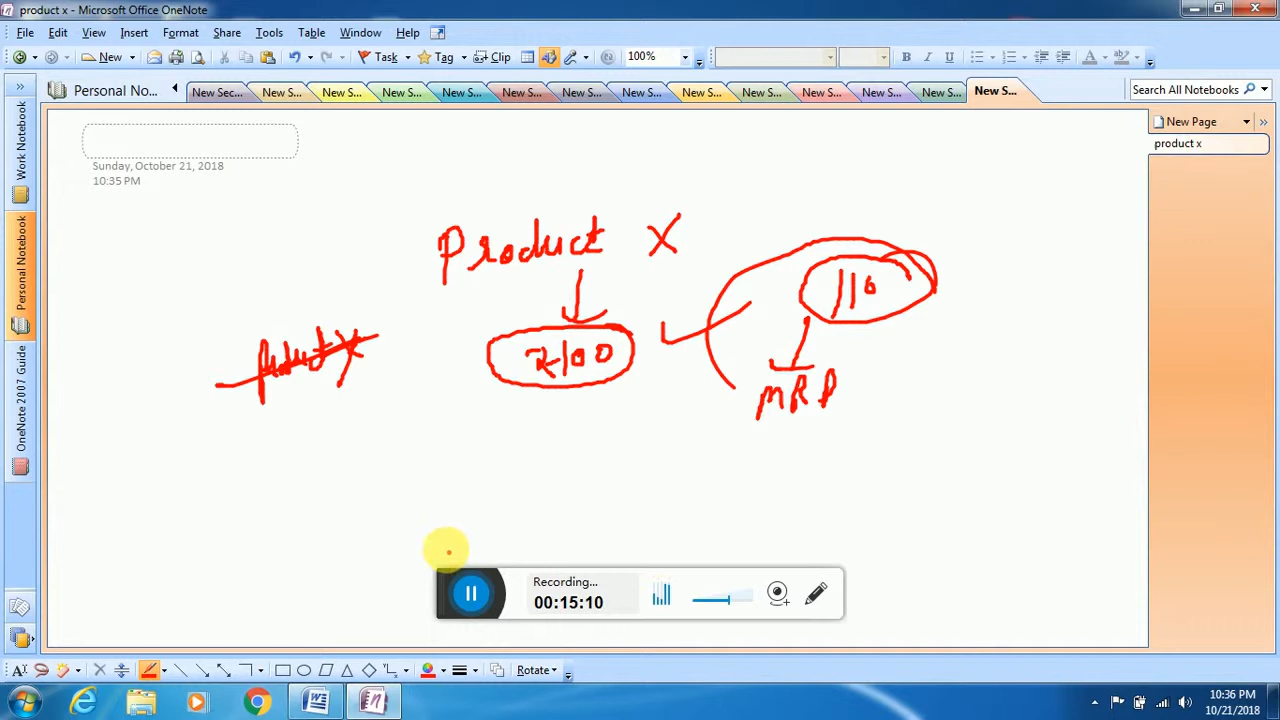 product x - Microsoft Office OneNote
File Edit View Insert Format Share Tools Table Window Help
New Task Tag Clip 100%
Personal No... New Sec... New S... New S... New S... New S... New S... New S... New S... New S... New S... New S... New S... New S... New S... Search All Notebooks
New Page
product x
Work Notebook
Personal Notebook
OneNote 2007 Guide
Sunday, October 21, 2018
10:35 PM
Product X
110
₹100
Product X
MRP
Recording...
00:15:10
Rotate
10:36 PM
10/21/2018